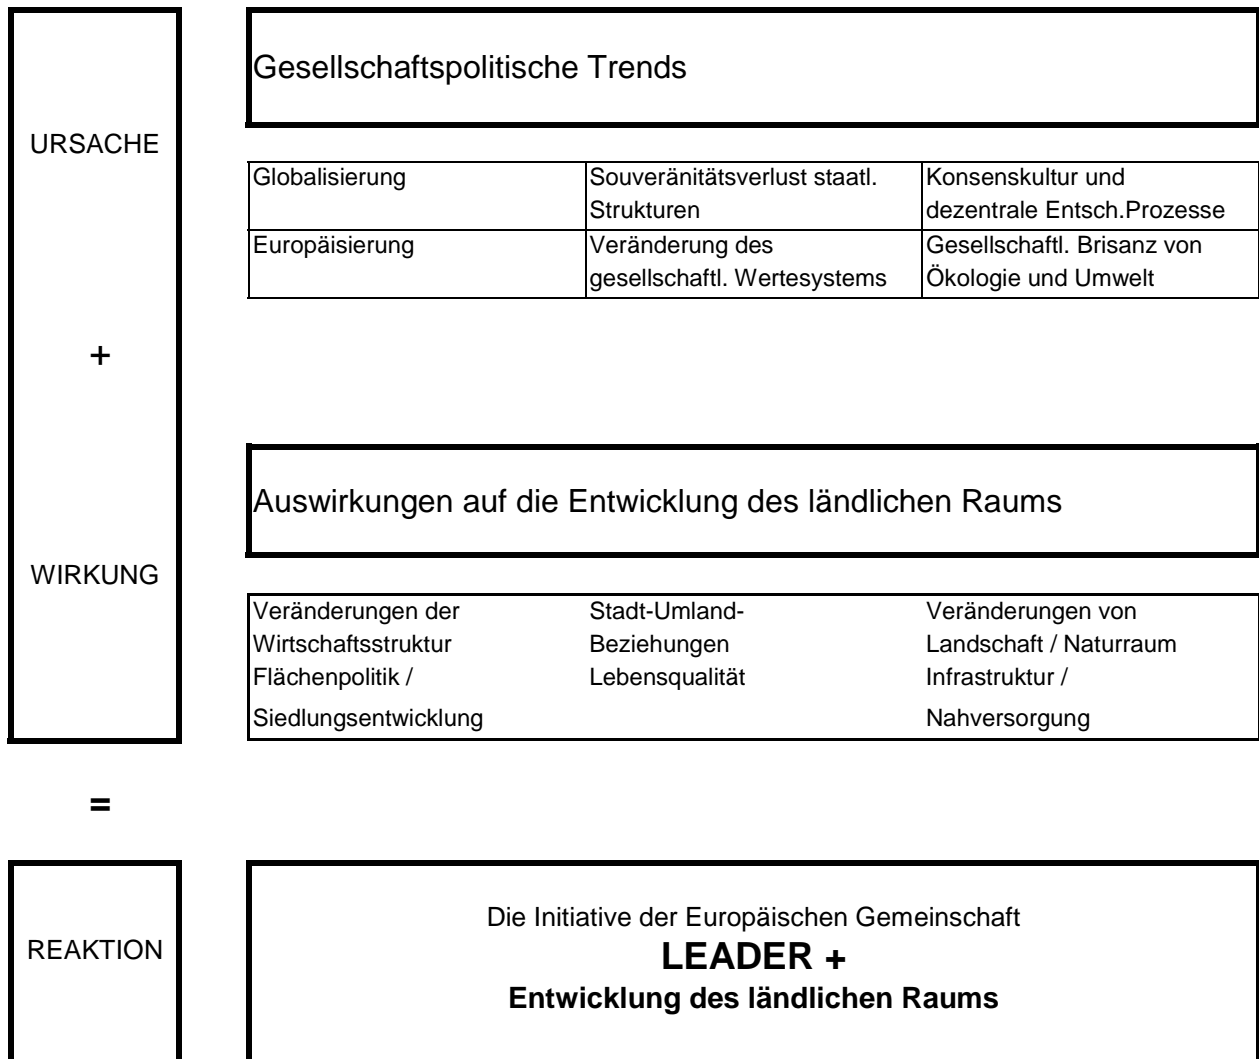 URSACHE
+
WIRKUNG
Gesellschaftspolitische Trends
Globalisierung
Souveränitätsverlust staatl.
Strukturen
Konsenskultur und
dezentrale Entsch.Prozesse
Europäisierung
Veränderung des
gesellschaftl. Wertesystems
Gesellschaftl. Brisanz von
Ökologie und Umwelt
Auswirkungen auf die Entwicklung des ländlichen Raums
Veränderungen der
Wirtschaftsstruktur
Stadt-Umland-
Beziehungen
Veränderungen von
Landschaft / Naturraum
Flächenpolitik /
Siedlungsentwicklung
Lebensqualität
Infrastruktur /
Nahversorgung
=
REAKTION
Die Initiative der Europäischen Gemeinschaft
LEADER +
Entwicklung des ländlichen Raums